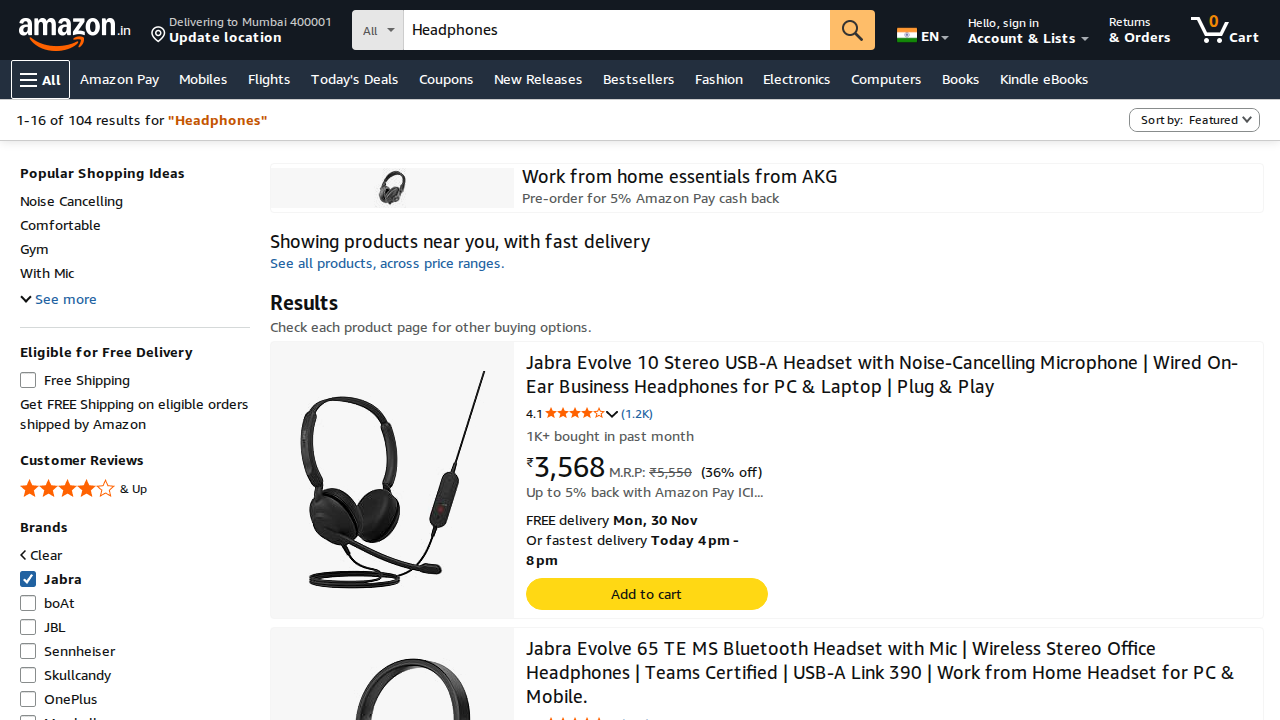 amazon.in
Delivering to Mumbai 400001
Update location
All
Headphones
EN
Hello, sign in
Account & Lists
Returns
& Orders
0
Cart
All
Amazon Pay
Mobiles
Flights
Today's Deals
Coupons
New Releases
Bestsellers
Fashion
Electronics
Computers
Books
Kindle eBooks
1-16 of 104 results for "Headphones"
Sort by: Featured
Popular Shopping Ideas
Noise Cancelling
Comfortable
Gym
With Mic
See more
Eligible for Free Delivery
Free Shipping
Get FREE Shipping on eligible orders
shipped by Amazon
Customer Reviews
& Up
Brands
Clear
Jabra
boAt
JBL
Sennheiser
Skullcandy
OnePlus
Work from home essentials from AKG
Pre-order for 5% Amazon Pay cash back
Showing products near you, with fast delivery
See all products, across price ranges.
Results
Check each product page for other buying options.
Jabra Evolve 10 Stereo USB-A Headset with Noise-Cancelling Microphone | Wired On-
Ear Business Headphones for PC & Laptop | Plug & Play
4.1 (1.2K)
1K+ bought in past month
₹3,568 M.R.P: ₹5,550 (36% off)
Up to 5% back with Amazon Pay ICI...
FREE delivery Mon, 30 Nov
Or fastest delivery Today 4 pm -
8 pm
Add to cart
Jabra Evolve 65 TE MS Bluetooth Headset with Mic | Wireless Stereo Office
Headphones | Teams Certified | USB-A Link 390 | Work from Home Headset for PC &
Mobile.